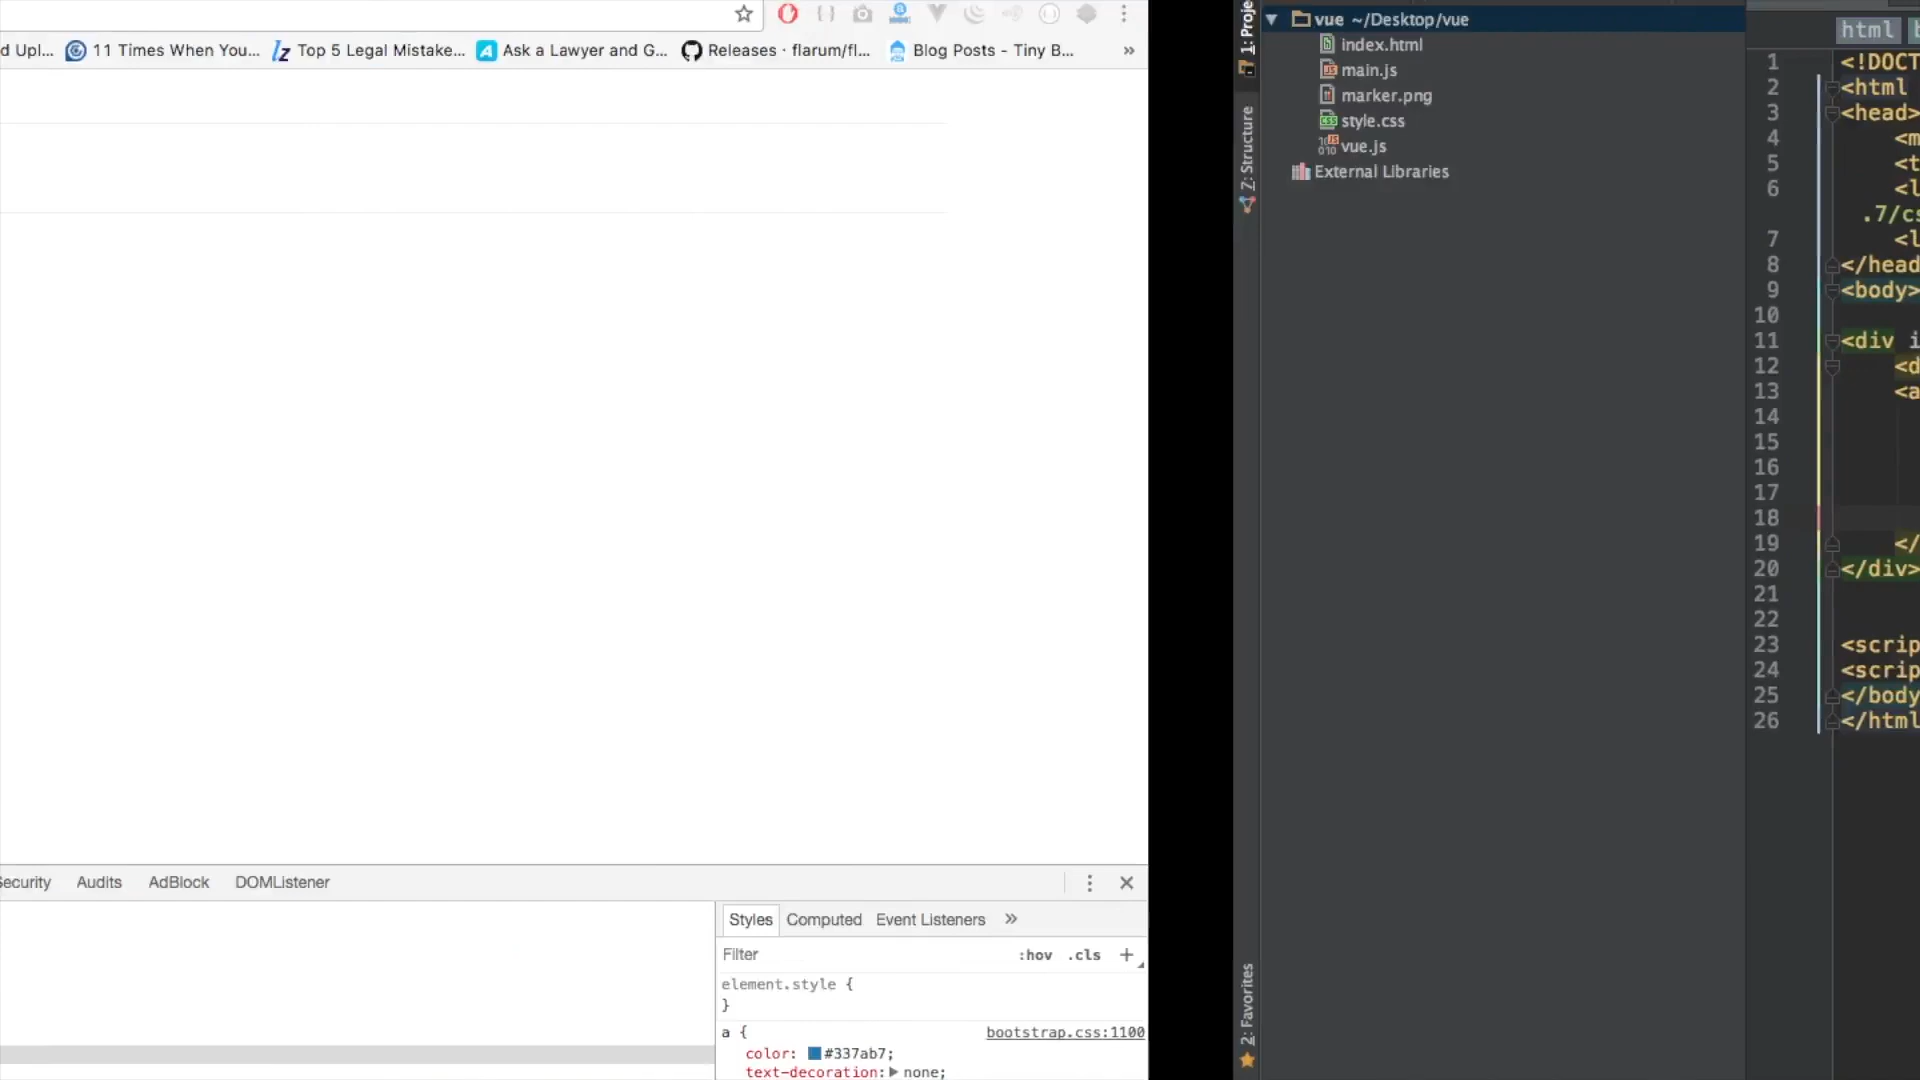 d Upl...
11 Times When You...
Top 5 Legal Mistake...
Ask a Lawyer and G...
Releases · flarum/fl...
Blog Posts - Tiny B...
»
Security
Audits
AdBlock
DOMListener
Styles
Computed
Event Listeners
»
Filter
:hov
.cls
+
element.style {
}
a {
bootstrap.css:1100
color: #337ab7;
text-decoration: none;
1: Proje
7: Structure
2: Favorites
vue ~/Desktop/vue
index.html
main.js
marker.png
style.css
vue.js
External Libraries
html
1 <!DOCT
2 <html
3 <head>
4 <m
5 <t
6 <l
.7/cs
7 <l
8 </head
9 <body>
10
11 <div i
12 <d
13 <a
14
15
16
17
18
19 </
20 </div>
21
22
23 <scrip
24 <scrip
25 </body
26 </html